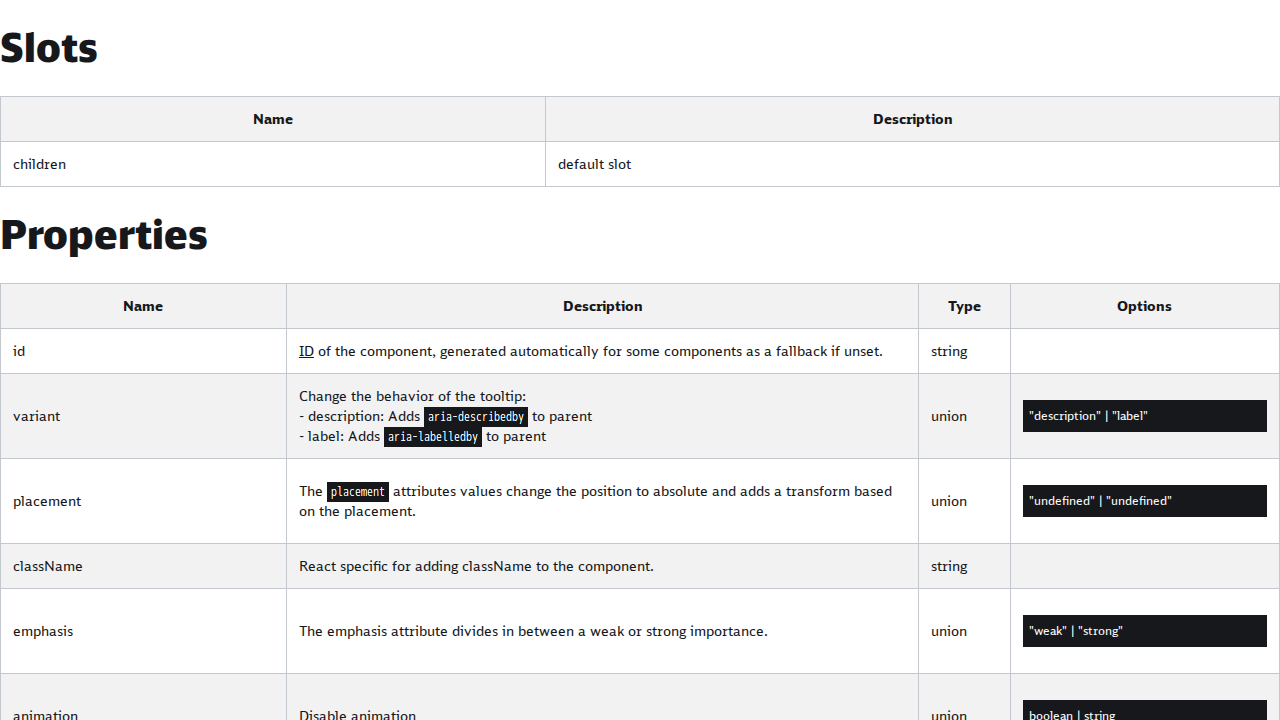 Slots
Name Description
children default slot
Properties
Name Description Type Options
id ID of the component, generated automatically for some components as a fallback if unset. string
variant Change the behavior of the tooltip:
- description: Adds aria-describedby to parent
- label: Adds aria-labelledby to parent union "description" | "label"
placement The placement attributes values change the position to absolute and adds a transform based
on the placement. union "undefined" | "undefined"
className React specific for adding className to the component. string
emphasis The emphasis attribute divides in between a weak or strong importance. union "weak" | "strong"
animation Disable animation union boolean | string